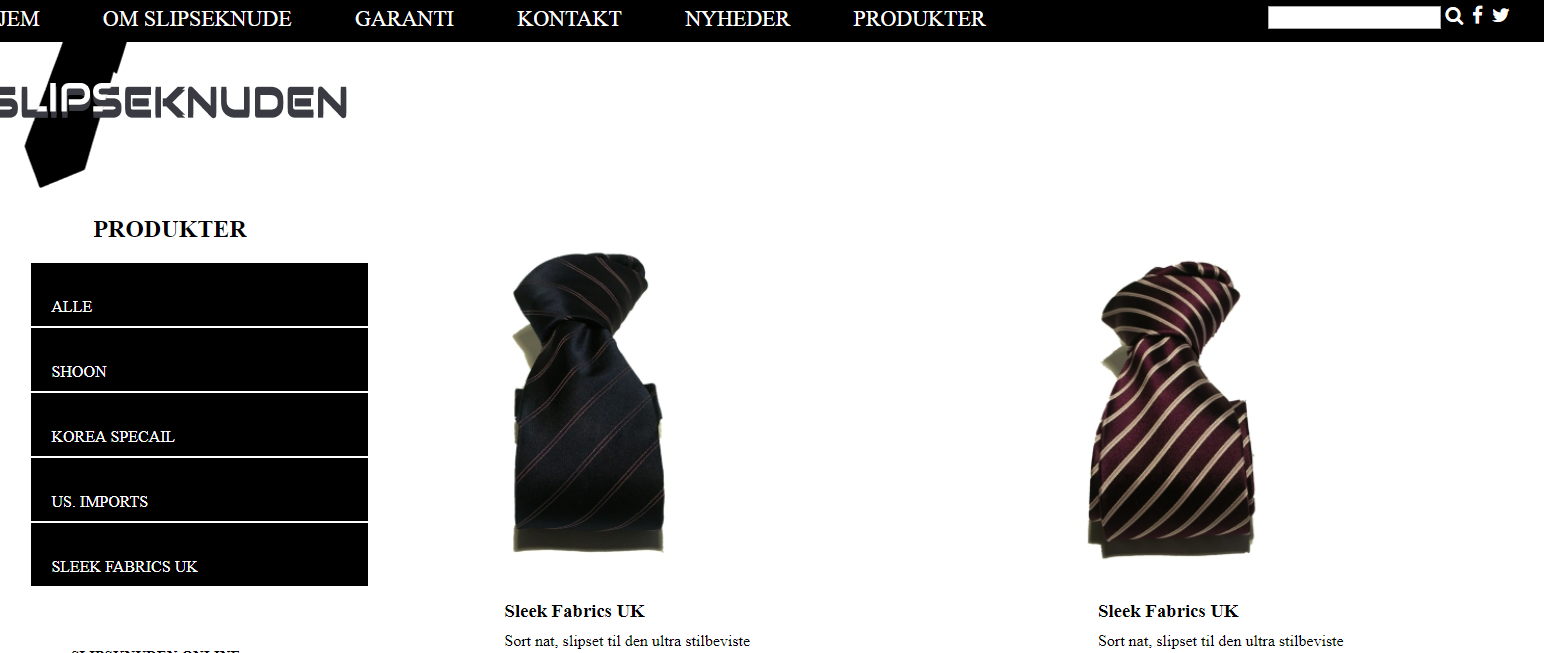 JEM OM SLIPSEKNUDE GARANTI KONTAKT NYHEDER PRODUKTER
SLIPSEKNUDEN
PRODUKTER
ALLE
SHOON
KOREA SPECAIL
US. IMPORTS
SLEEK FABRICS UK
SLIPSKNUDEN ONLINE
Sleek Fabrics UK
Sort nat, slipset til den ultra stilbeviste
Sleek Fabrics UK
Sort nat, slipset til den ultra stilbeviste